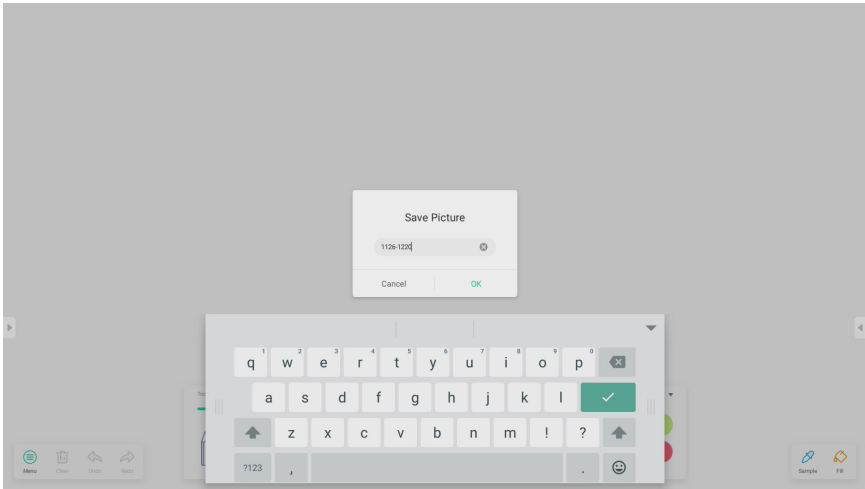 Save Picture
1126-1220
Cancel OK
1 2 3 4 5 6 7 8 9 0
q w e r t y u i o p
a s d f g h j k l
z x c v b n m ! ?
?123 , .
Menu Clear Undo Redo
Sample Fill